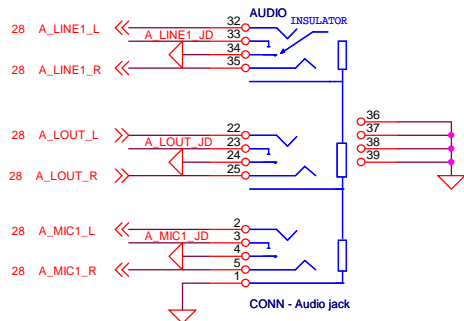 AUDIO
INSULATOR
28 A_LINE1_L 32
A_LINE1_JD 33
34
28 A_LINE1_R 35
36
28 A_LOUT_L 22 37
A_LOUT_JD 23 38
24 39
28 A_LOUT_R 25
28 A_MIC1_L 2
A_MIC1_JD 3
4
28 A_MIC1_R 5
1
CONN - Audio jack